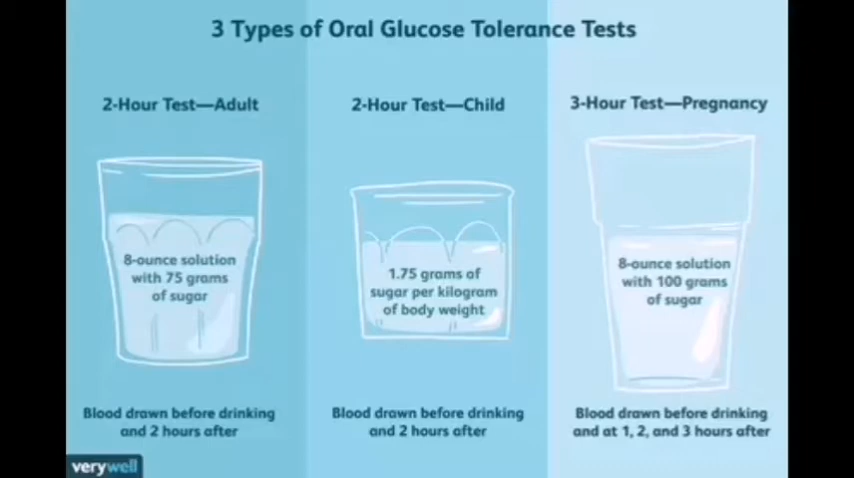 3 Types of Oral Glucose Tolerance Tests
2-Hour Test—Adult
8-ounce solution
with 75 grams
of sugar
Blood drawn before drinking
and 2 hours after
2-Hour Test—Child
1.75 grams of
sugar per kilogram
of body weight
Blood drawn before drinking
and 2 hours after
3-Hour Test—Pregnancy
8-ounce solution
with 100 grams
of sugar
Blood drawn before drinking
and at 1, 2, and 3 hours after
verywell